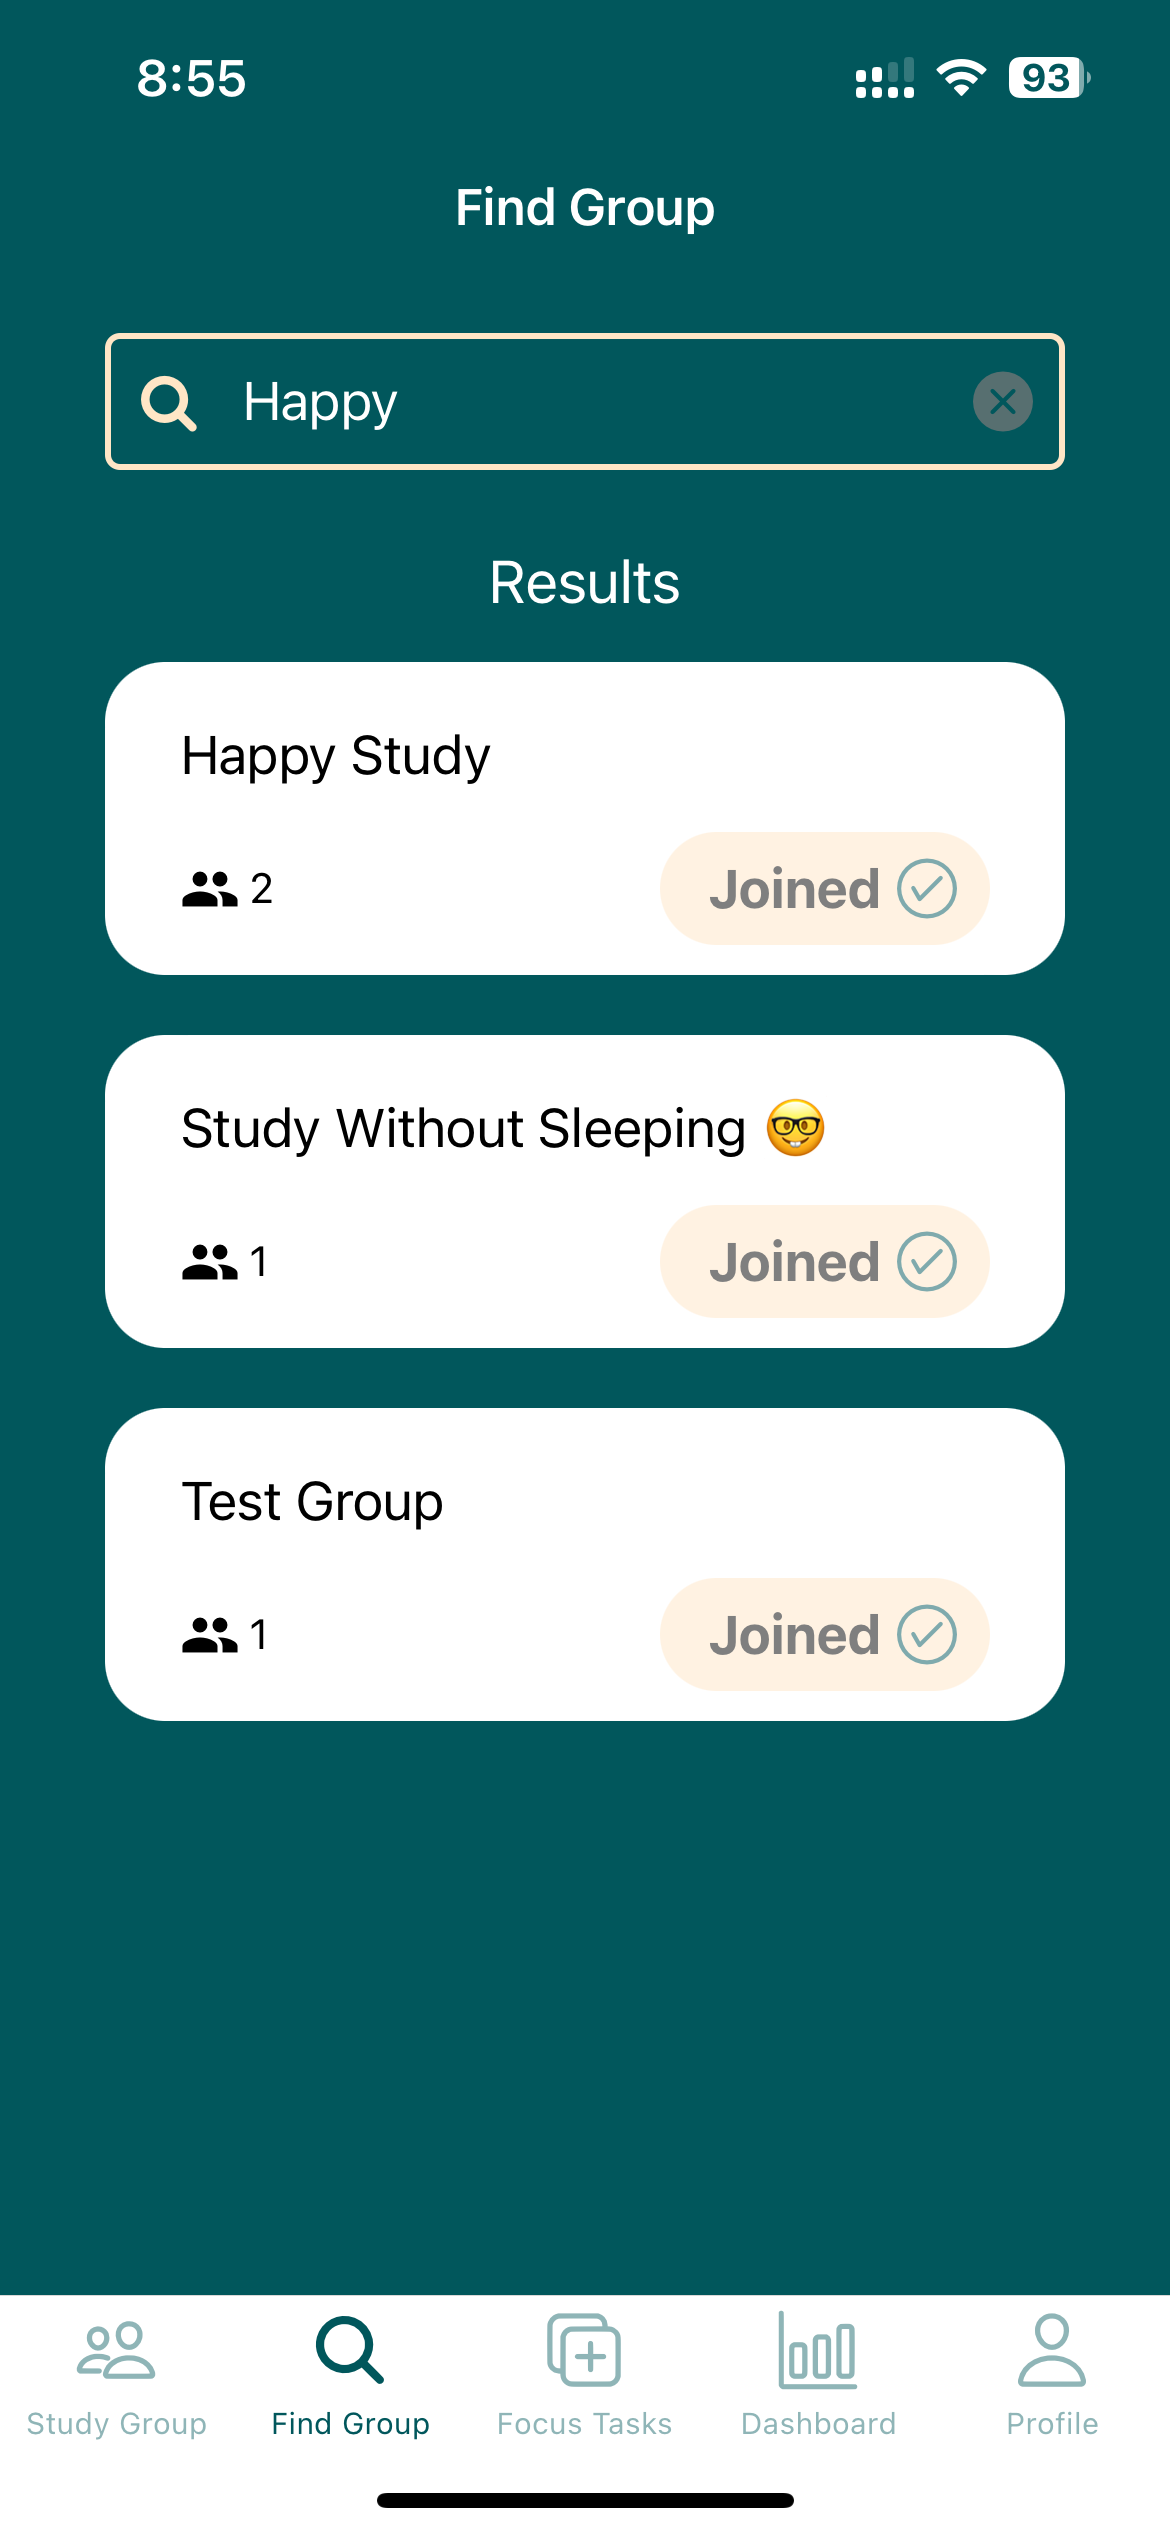 8:55
93
Find Group
Happy
Results
Happy Study
2
Joined
Study Without Sleeping 🤓
1
Joined
Test Group
1
Joined
Study Group
Find Group
Focus Tasks
Dashboard
Profile